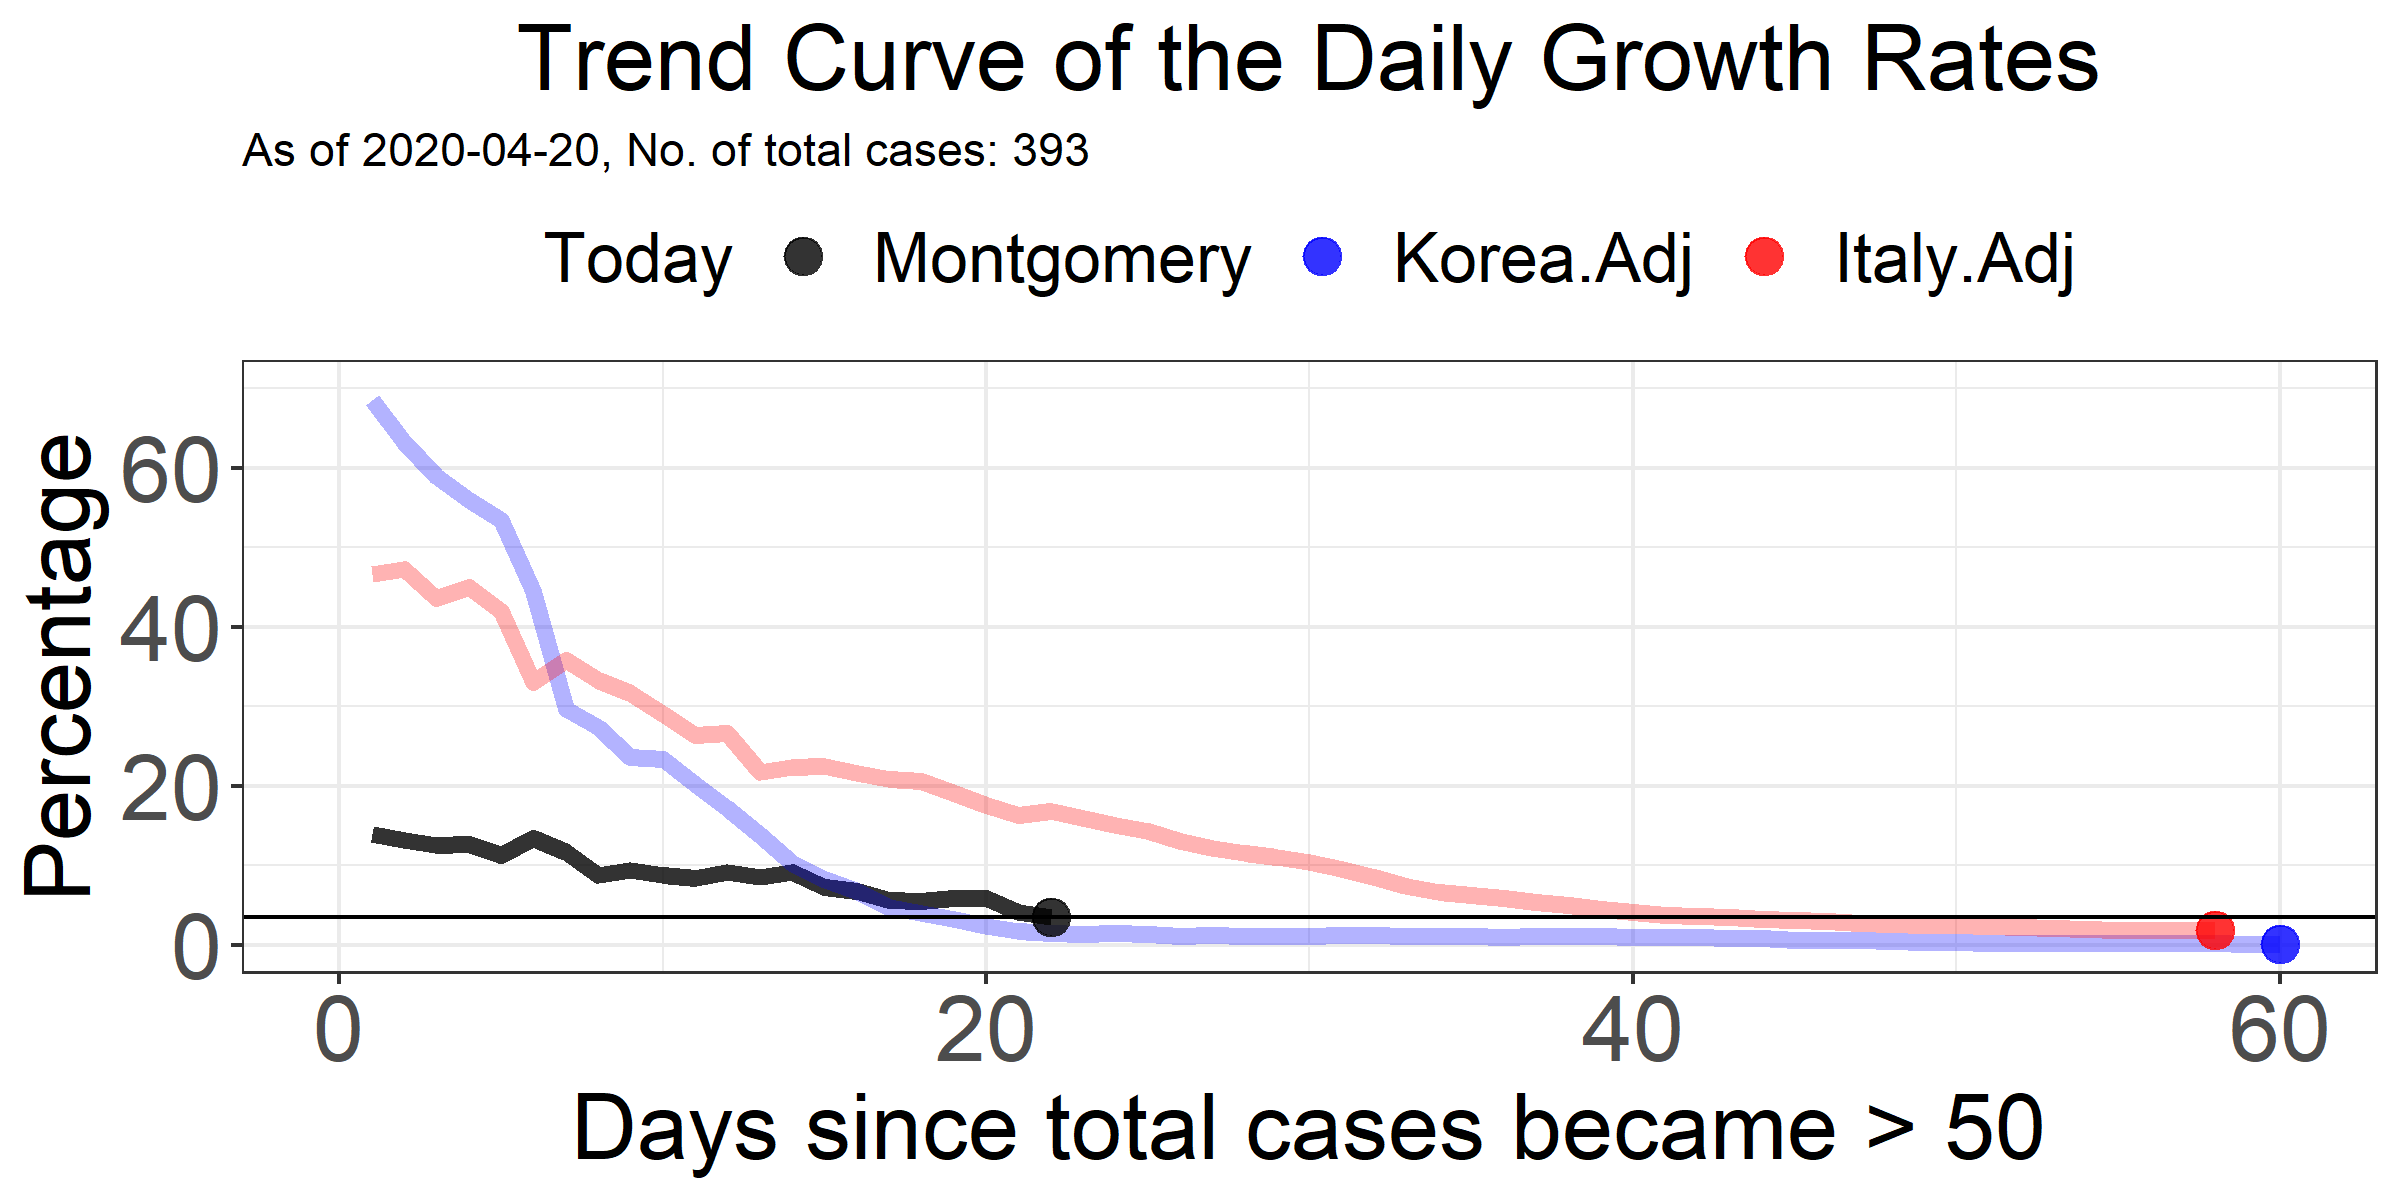 Trend Curve of the Daily Growth Rates
As of 2020-04-20, No. of total cases: 393
Today Montgomery Korea.Adj Italy.Adj
Percentage
60
40
20
0
0 20 40 60
Days since total cases became > 50